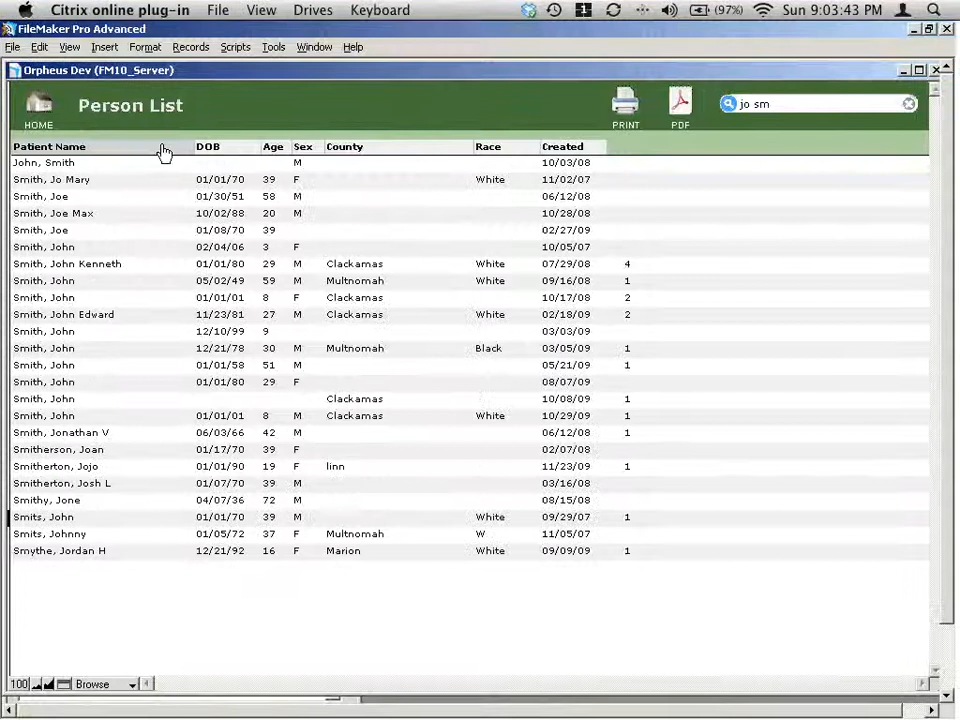 Citrix online plug-in File View Drives Keyboard 1 (97%) Sun 9:03:43 PM
FileMaker Pro Advanced
File Edit View Insert Format Records Scripts Tools Window Help
Orpheus Dev (FM10_Server)
HOME Person List PRINT PDF jo sm
Patient Name DOB Age Sex County Race Created
John, Smith M 10/03/08
Smith, Jo Mary 01/01/70 39 F White 11/02/07
Smith, Joe 01/30/51 58 M 06/12/08
Smith, Joe Max 10/02/88 20 M 10/28/08
Smith, Joe 01/08/70 39 02/27/09
Smith, John 02/04/06 3 F 10/05/07
Smith, John Kenneth 01/01/80 29 M Clackamas White 07/29/08 4
Smith, John 05/02/49 59 M Multnomah White 09/16/08 1
Smith, John 01/01/01 8 F Clackamas 10/17/08 2
Smith, John Edward 11/23/81 27 M Clackamas White 02/18/09 2
Smith, John 12/10/99 9 03/03/09
Smith, John 12/21/78 30 M Multnomah Black 03/05/09 1
Smith, John 01/01/58 51 M 05/21/09 1
Smith, John 01/01/80 29 F 08/07/09
Smith, John Clackamas 10/08/09 1
Smith, John 01/01/01 8 M Clackamas White 10/29/09 1
Smith, Jonathan V 06/03/66 42 M 06/12/08 1
Smitherson, Joan 01/17/70 39 F 02/07/08
Smitherton, Jojo 01/01/90 19 F linn 11/23/09 1
Smitherton, Josh L 01/07/70 39 M 03/16/08
Smithy, Jone 04/07/36 72 M 08/15/08
Smits, John 01/01/70 39 M White 09/29/07 1
Smits, Johnny 01/05/72 37 F Multnomah W 11/05/07
Smythe, Jordan H 12/21/92 16 F Marion White 09/09/09 1
100 Browse